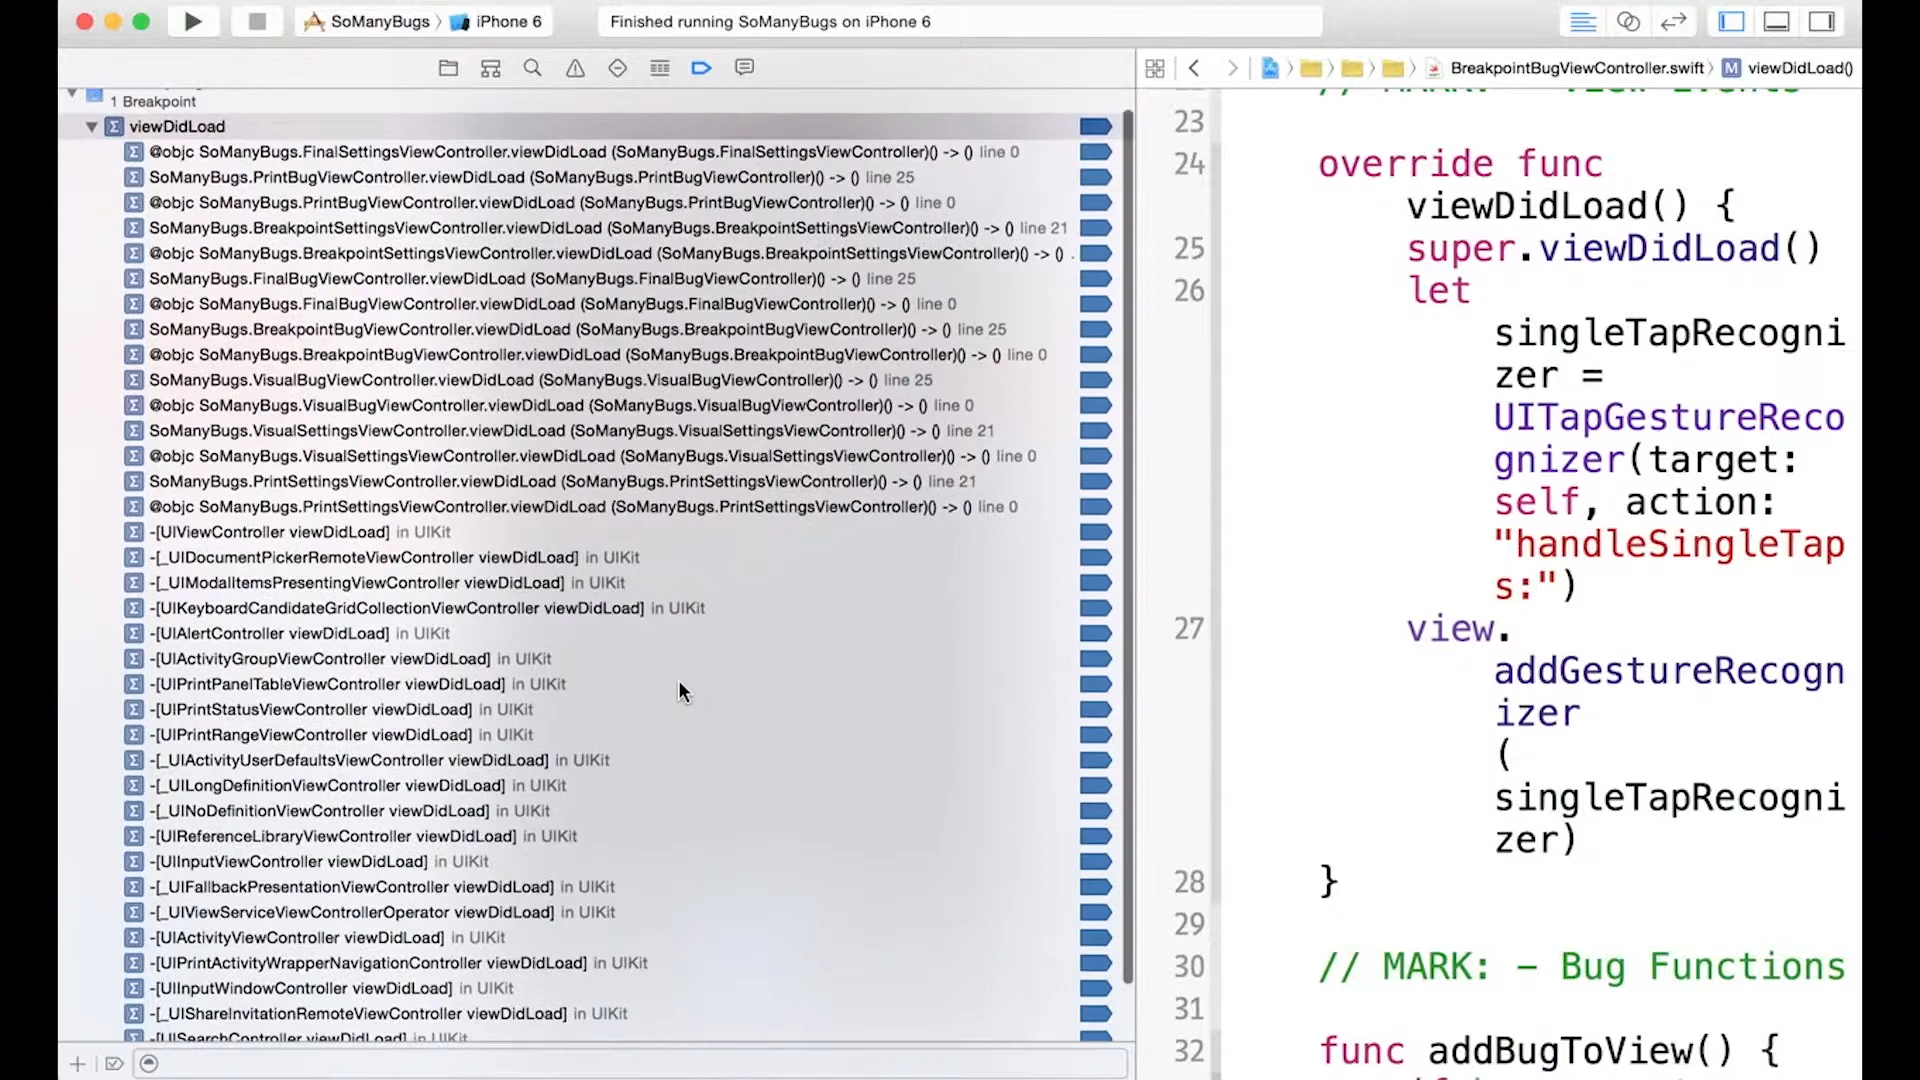 SoManyBugs 〉 iPhone 6
Finished running SoManyBugs on iPhone 6
BreakpointBugViewController.swift 〉 M viewDidLoad()
1 Breakpoint
viewDidLoad
@objc SoManyBugs.FinalSettingsViewController.viewDidLoad (SoManyBugs.FinalSettingsViewController)() -> () line 0
SoManyBugs.PrintBugViewController.viewDidLoad (SoManyBugs.PrintBugViewController)() -> () line 25
@objc SoManyBugs.PrintBugViewController.viewDidLoad (SoManyBugs.PrintBugViewController)() -> () line 0
SoManyBugs.BreakpointSettingsViewController.viewDidLoad (SoManyBugs.BreakpointSettingsViewController)() -> () line 21
@objc SoManyBugs.BreakpointSettingsViewController.viewDidLoad (SoManyBugs.BreakpointSettingsViewController)() -> () .
SoManyBugs.FinalBugViewController.viewDidLoad (SoManyBugs.FinalBugViewController)() -> () line 25
@objc SoManyBugs.FinalBugViewController.viewDidLoad (SoManyBugs.FinalBugViewController)() -> () line 0
SoManyBugs.BreakpointBugViewController.viewDidLoad (SoManyBugs.BreakpointBugViewController)() -> () line 25
@objc SoManyBugs.BreakpointBugViewController.viewDidLoad (SoManyBugs.BreakpointBugViewController)() -> () line 0
SoManyBugs.VisualBugViewController.viewDidLoad (SoManyBugs.VisualBugViewController)() -> () line 25
@objc SoManyBugs.VisualBugViewController.viewDidLoad (SoManyBugs.VisualBugViewController)() -> () line 0
SoManyBugs.VisualSettingsViewController.viewDidLoad (SoManyBugs.VisualSettingsViewController)() -> () line 21
@objc SoManyBugs.VisualSettingsViewController.viewDidLoad (SoManyBugs.VisualSettingsViewController)() -> () line 0
SoManyBugs.PrintSettingsViewController.viewDidLoad (SoManyBugs.PrintSettingsViewController)() -> () line 21
@objc SoManyBugs.PrintSettingsViewController.viewDidLoad (SoManyBugs.PrintSettingsViewController)() -> () line 0
-[UIViewController viewDidLoad] in UIKit
-[_UIDocumentPickerRemoteViewController viewDidLoad] in UIKit
-[_UIModalItemsPresentingViewController viewDidLoad] in UIKit
-[UIKeyboardCandidateGridCollectionViewController viewDidLoad] in UIKit
-[UIAlertController viewDidLoad] in UIKit
-[UIActivityGroupViewController viewDidLoad] in UIKit
-[UIPrintPanelTableViewController viewDidLoad] in UIKit
-[UIPrintStatusViewController viewDidLoad] in UIKit
-[UIPrintRangeViewController viewDidLoad] in UIKit
-[_UIActivityUserDefaultsViewController viewDidLoad] in UIKit
-[_UILongDefinitionViewController viewDidLoad] in UIKit
-[_UINoDefinitionViewController viewDidLoad] in UIKit
-[UIReferenceLibraryViewController viewDidLoad] in UIKit
-[UIInputViewController viewDidLoad] in UIKit
-[_UIFallbackPresentationViewController viewDidLoad] in UIKit
-[_UIViewServiceViewControllerOperator viewDidLoad] in UIKit
-[UIActivityViewController viewDidLoad] in UIKit
-[UIPrintActivityWrapperNavigationController viewDidLoad] in UIKit
-[UIInputWindowController viewDidLoad] in UIKit
-[_UIShareInvitationRemoteViewController viewDidLoad] in UIKit
-[UISearchController viewDidLoad] in UIKit
// MARK: - View Events
23
24 override func
viewDidLoad() {
25 super.viewDidLoad()
26 let
singleTapRecogni
zer =
UITapGestureReco
gnizer(target:
self, action:
"handleSingleTap
s:")
27 view.
addGestureRecogn
izer
(
singleTapRecogni
zer)
28 }
29
30 // MARK: - Bug Functions
31
32 func addBugToView() {